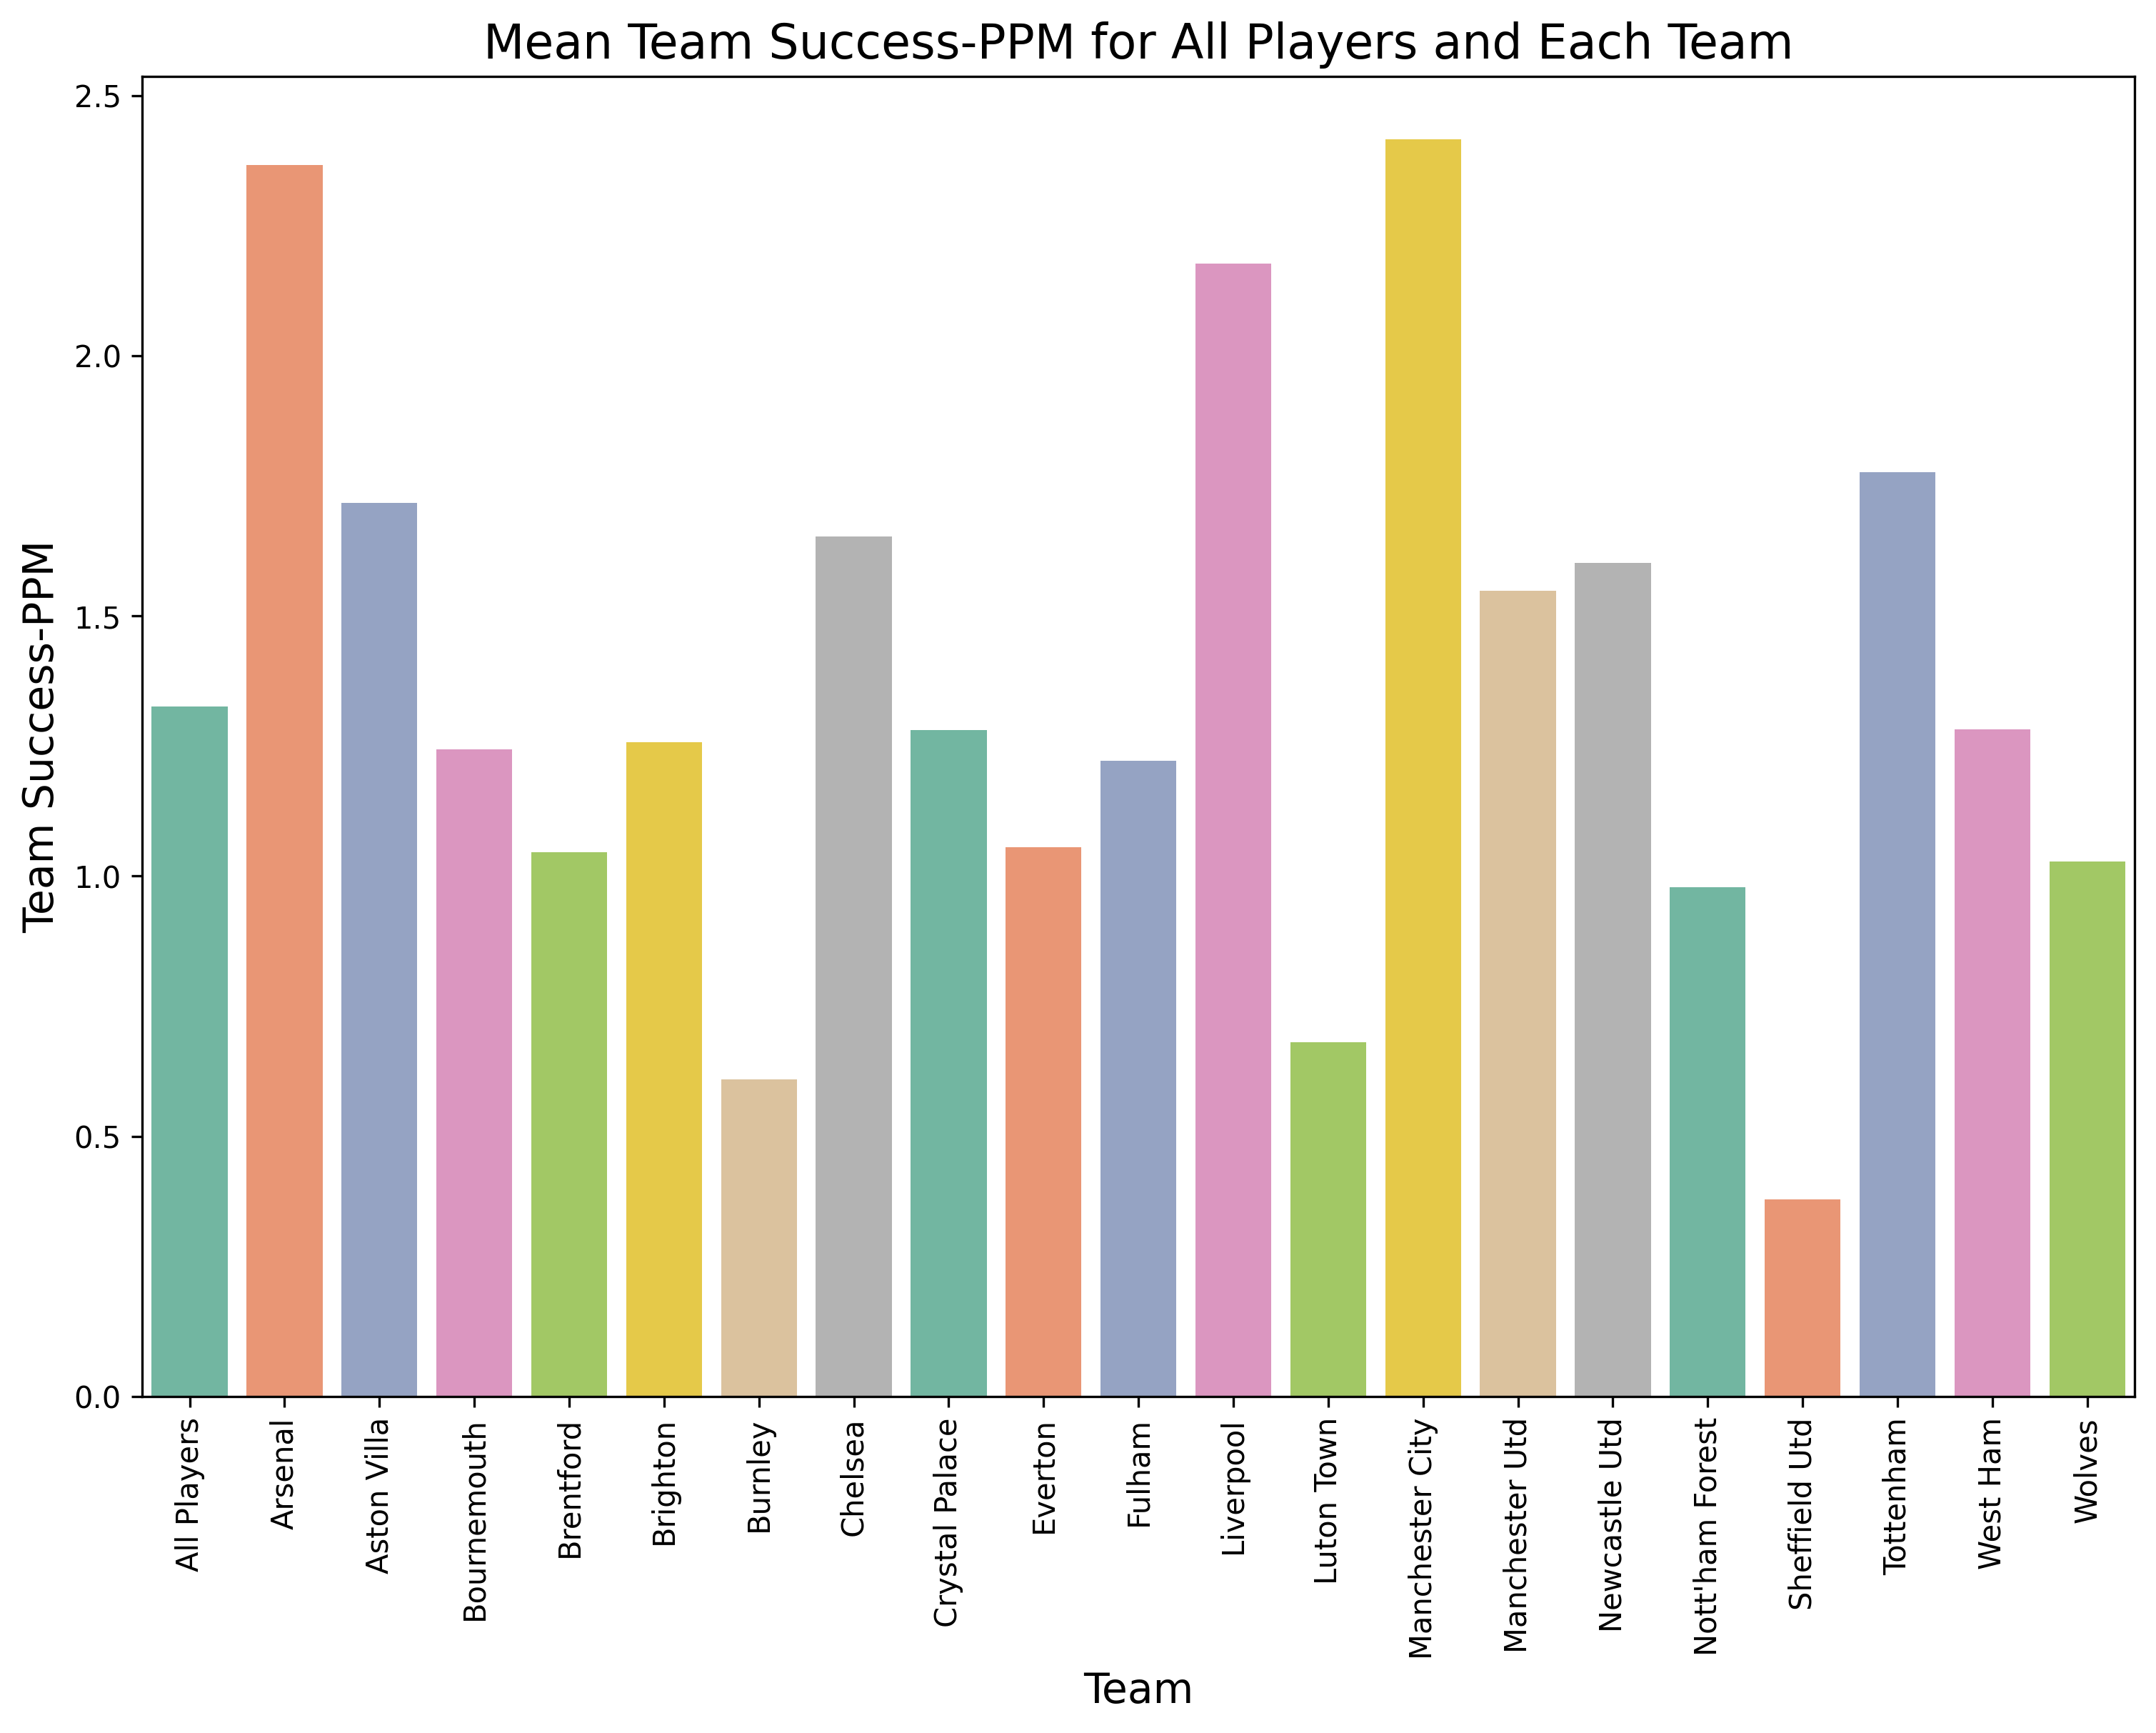 Mean Team Success-PPM for All Players and Each Team
Team Success-PPM
2.5
2.0
1.5
1.0
0.5
0.0
All Players
Arsenal
Aston Villa
Bournemouth
Brentford
Brighton
Burnley
Chelsea
Crystal Palace
Everton
Fulham
Liverpool
Luton Town
Manchester City
Manchester Utd
Newcastle Utd
Nott'ham Forest
Sheffield Utd
Tottenham
West Ham
Wolves
Team